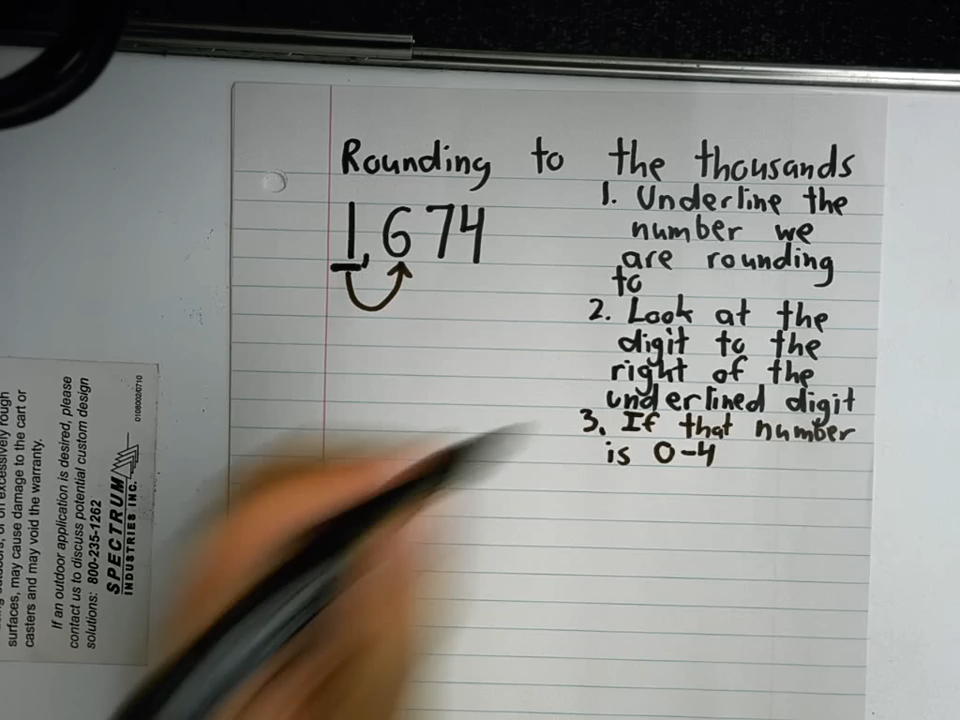 Rounding to the thousands
1,674
1. Underline the
number we
are rounding
to
2. Look at the
digit to the
right of the
underlined digit
3. If that number
is 0-4
surfaces, may cause damage to the cart or
casters and may void the warranty.
If an outdoor application is desired, please
contact us to discuss potential custom design
solutions: 800-235-1262
SPECTRUM
INDUSTRIES INC.